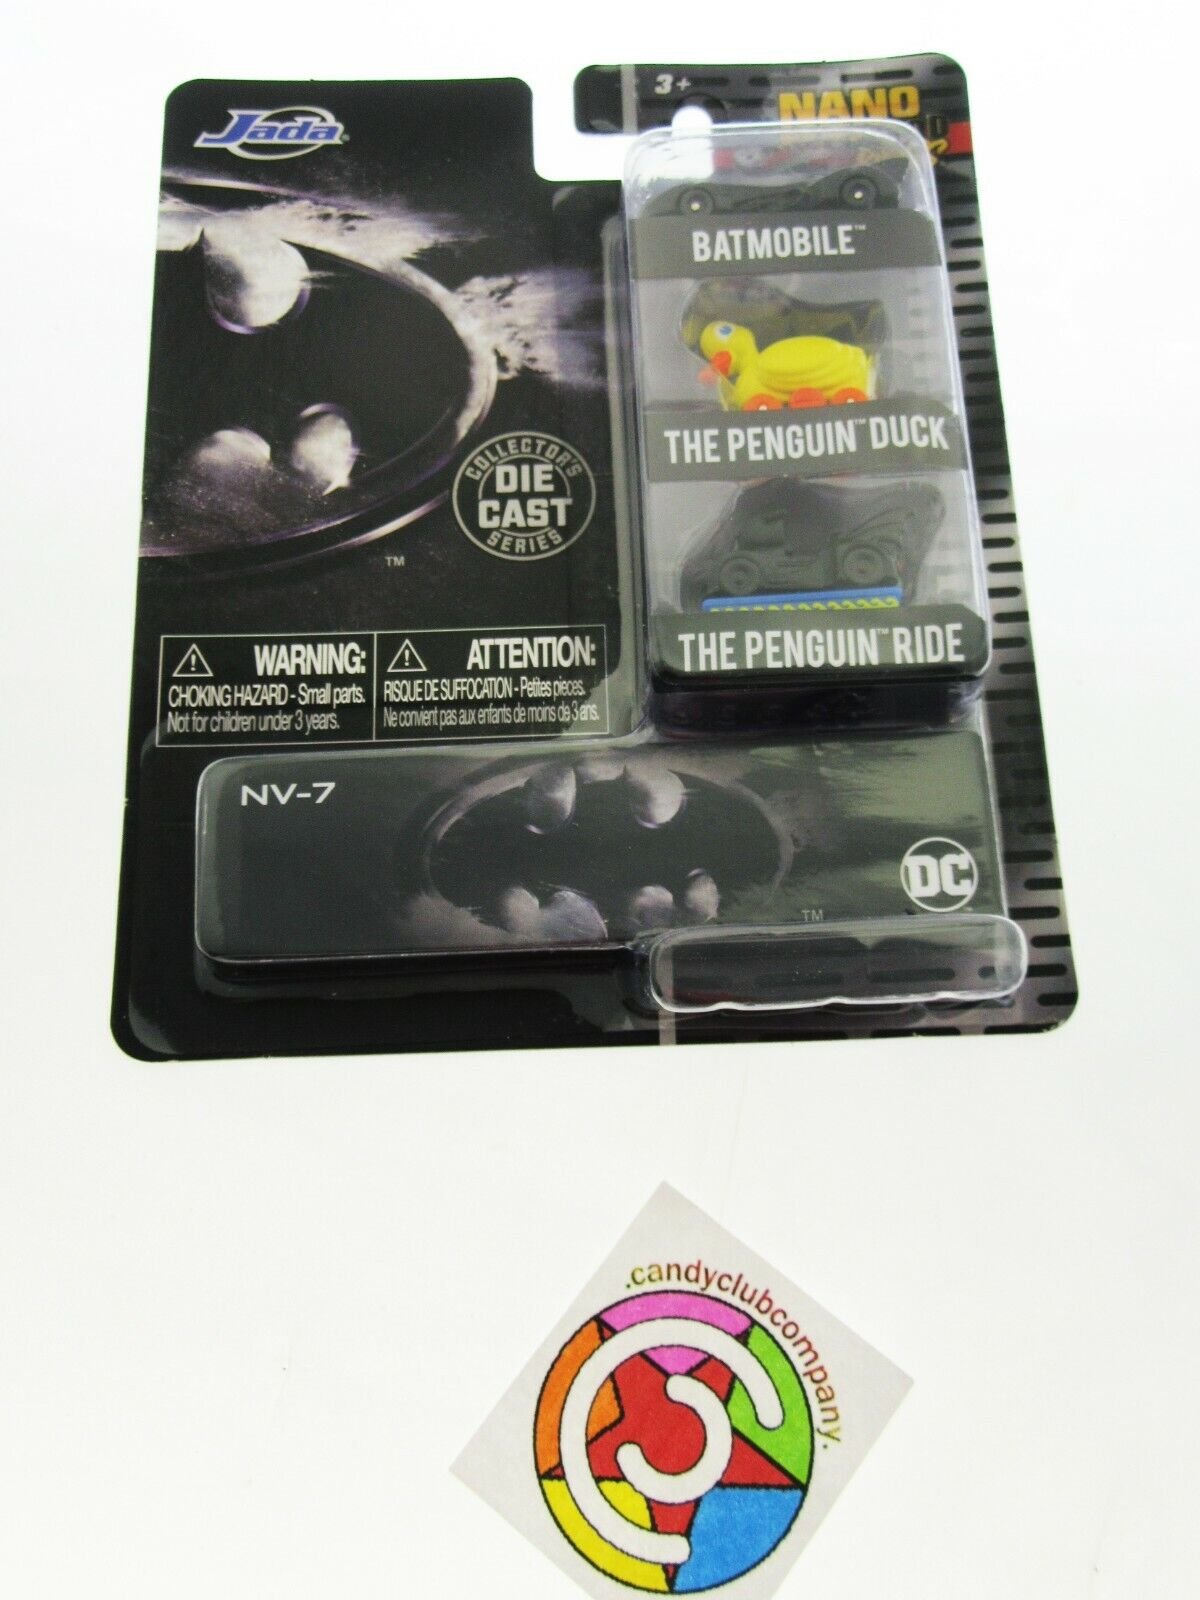 Jada
3+
NANO
BATMOBILE™
THE PENGUIN™ DUCK
THE PENGUIN™ RIDE
COLLECTOR'S
DIE
CAST
SERIES
TM
WARNING:
CHOKING HAZARD - Small parts.
Not for children under 3 years.
ATTENTION:
RISQUE DE SUFFOCATION - Petites pièces.
Ne convient pas aux enfants de moins de 3 ans.
NV-7
TM
DC
.candyclubcompany.